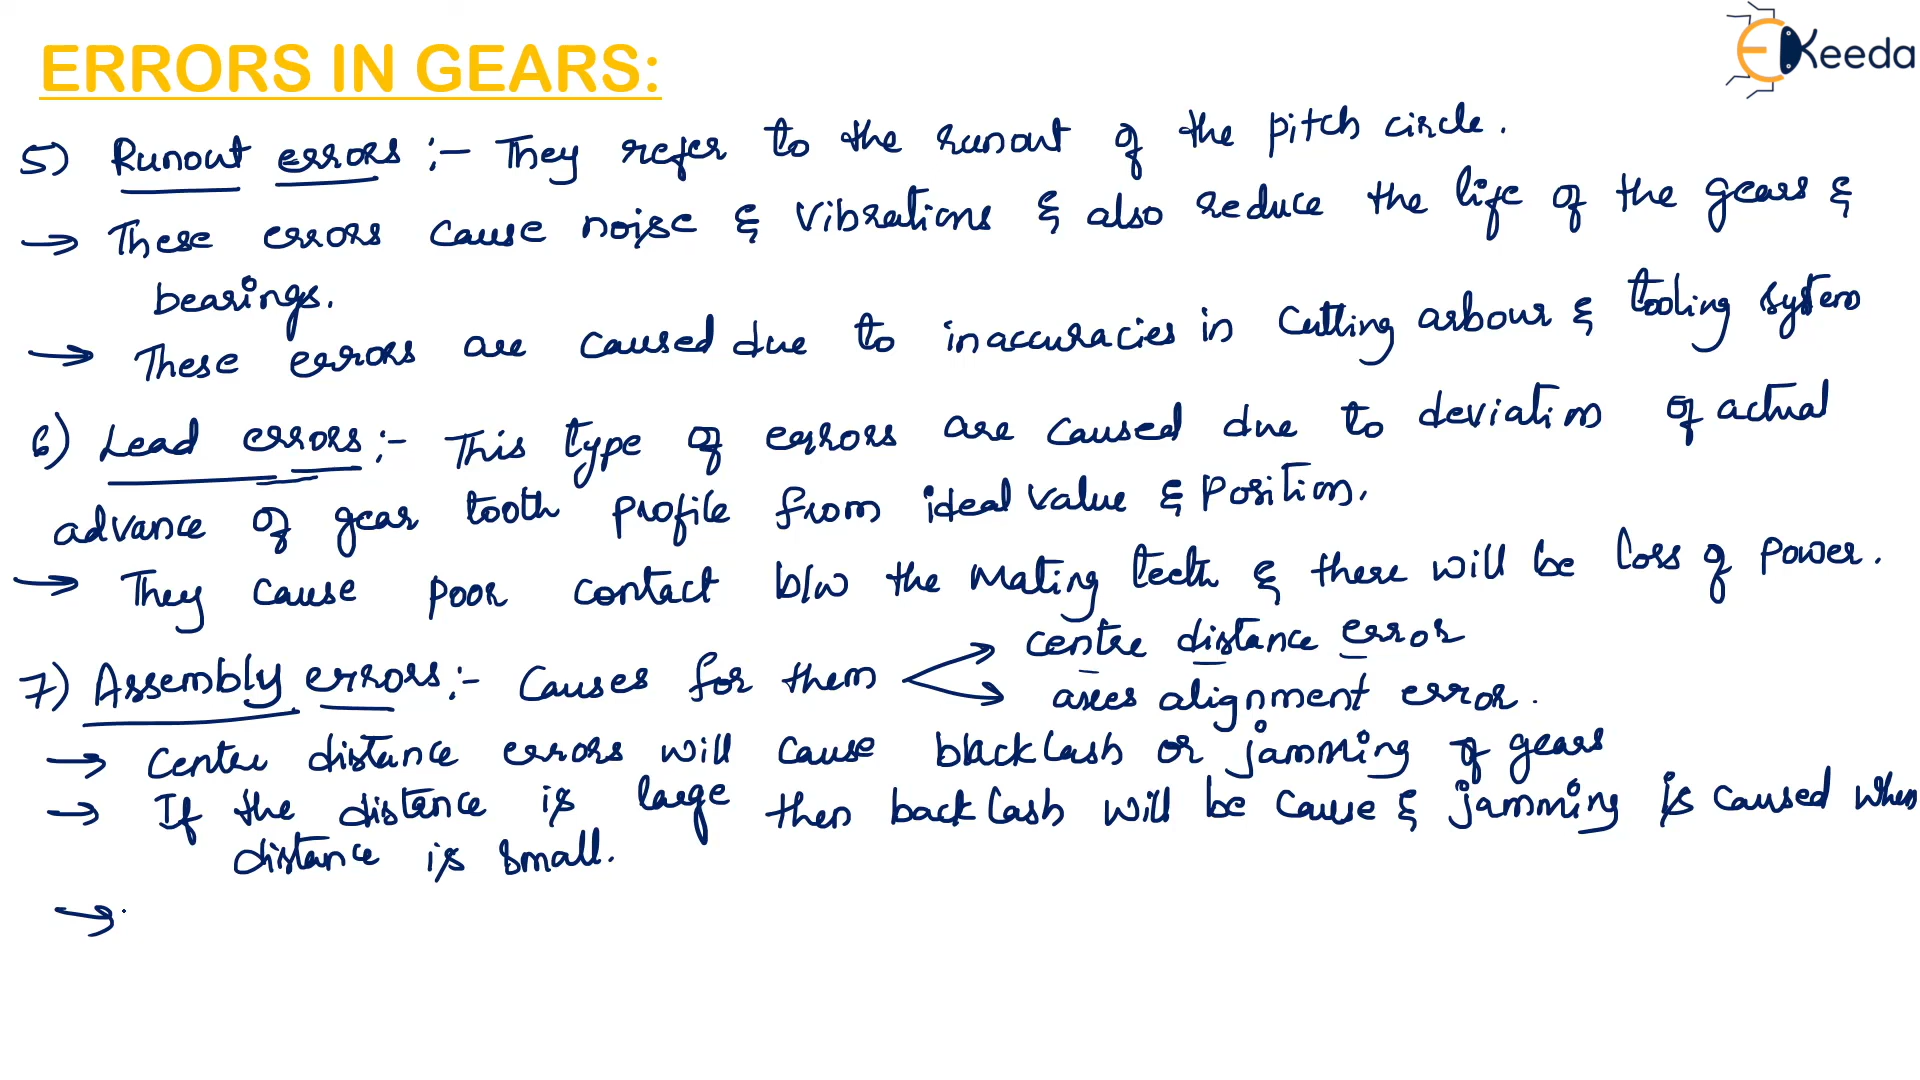 ERRORS IN GEARS:
EKeeda
5) Runout errors :- They refer to the runout of the pitch circle.
→ These errors cause noise & vibrations & also reduce the life of the gears &
bearings.
→ These errors are caused due to inaccuracies in Cutting arbour & tooling system
6) Lead errors :- This type of errors are caused due to deviation of actual
advance of gear tooth profile from ideal value & Position.
→ They cause poor contact b/w the Mating teeth & there will be loss of power.
7) Assembly errors :- Causes for them
centre distance error
axes alignment error.
→ Center distance errors will cause backlash or jamming of gears
→ If the distance is large then backlash will be cause & jamming is caused when
distance is small.
→